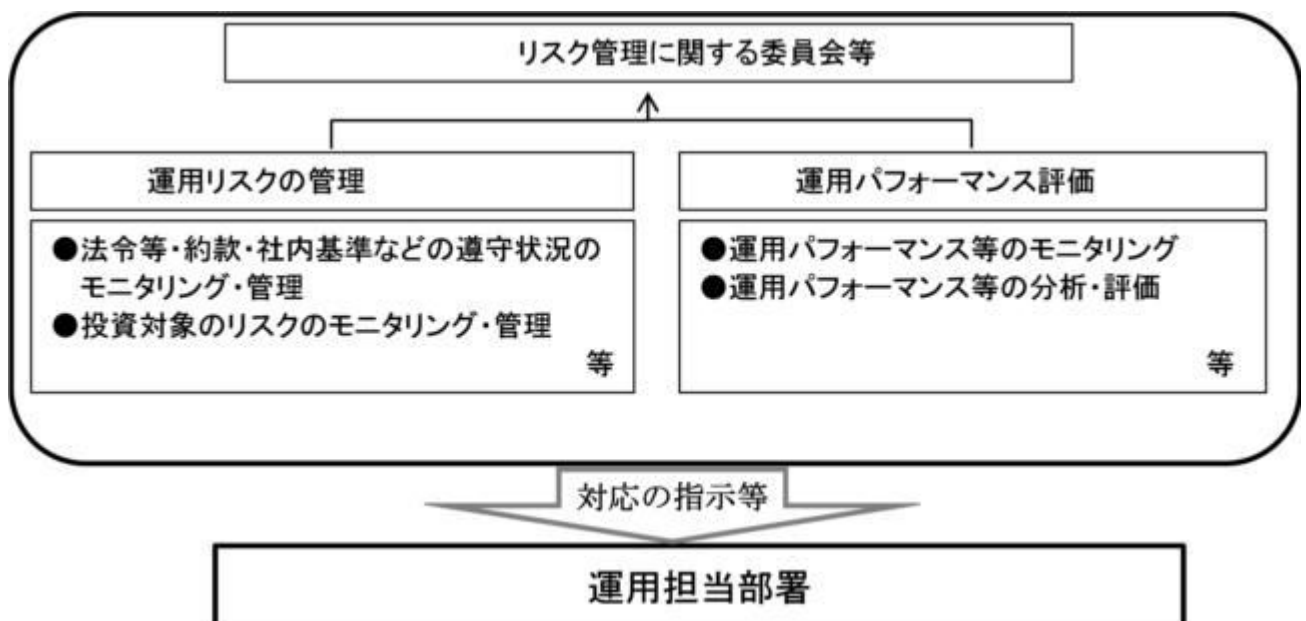 リスク管理に関する委員会等
運用リスクの管理
運用パフォーマンス評価
●法令等・約款・社内基準などの遵守状況の
モニタリング・管理
●投資対象のリスクのモニタリング・管理
等
●運用パフォーマンス等のモニタリング
●運用パフォーマンス等の分析・評価
等
対応の指示等
運用担当部署